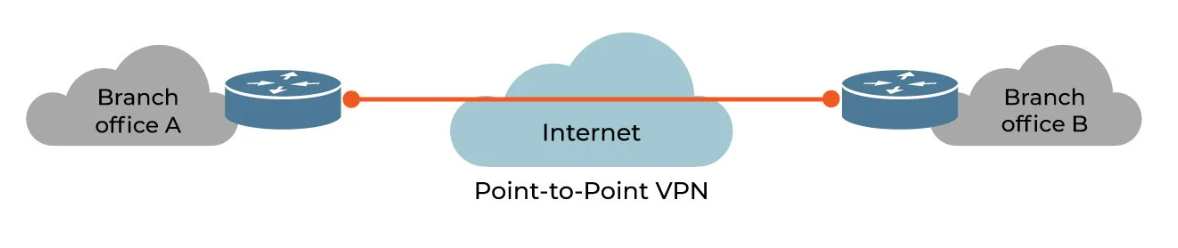 Branch
office A
Internet
Branch
office B
Point-to-Point VPN